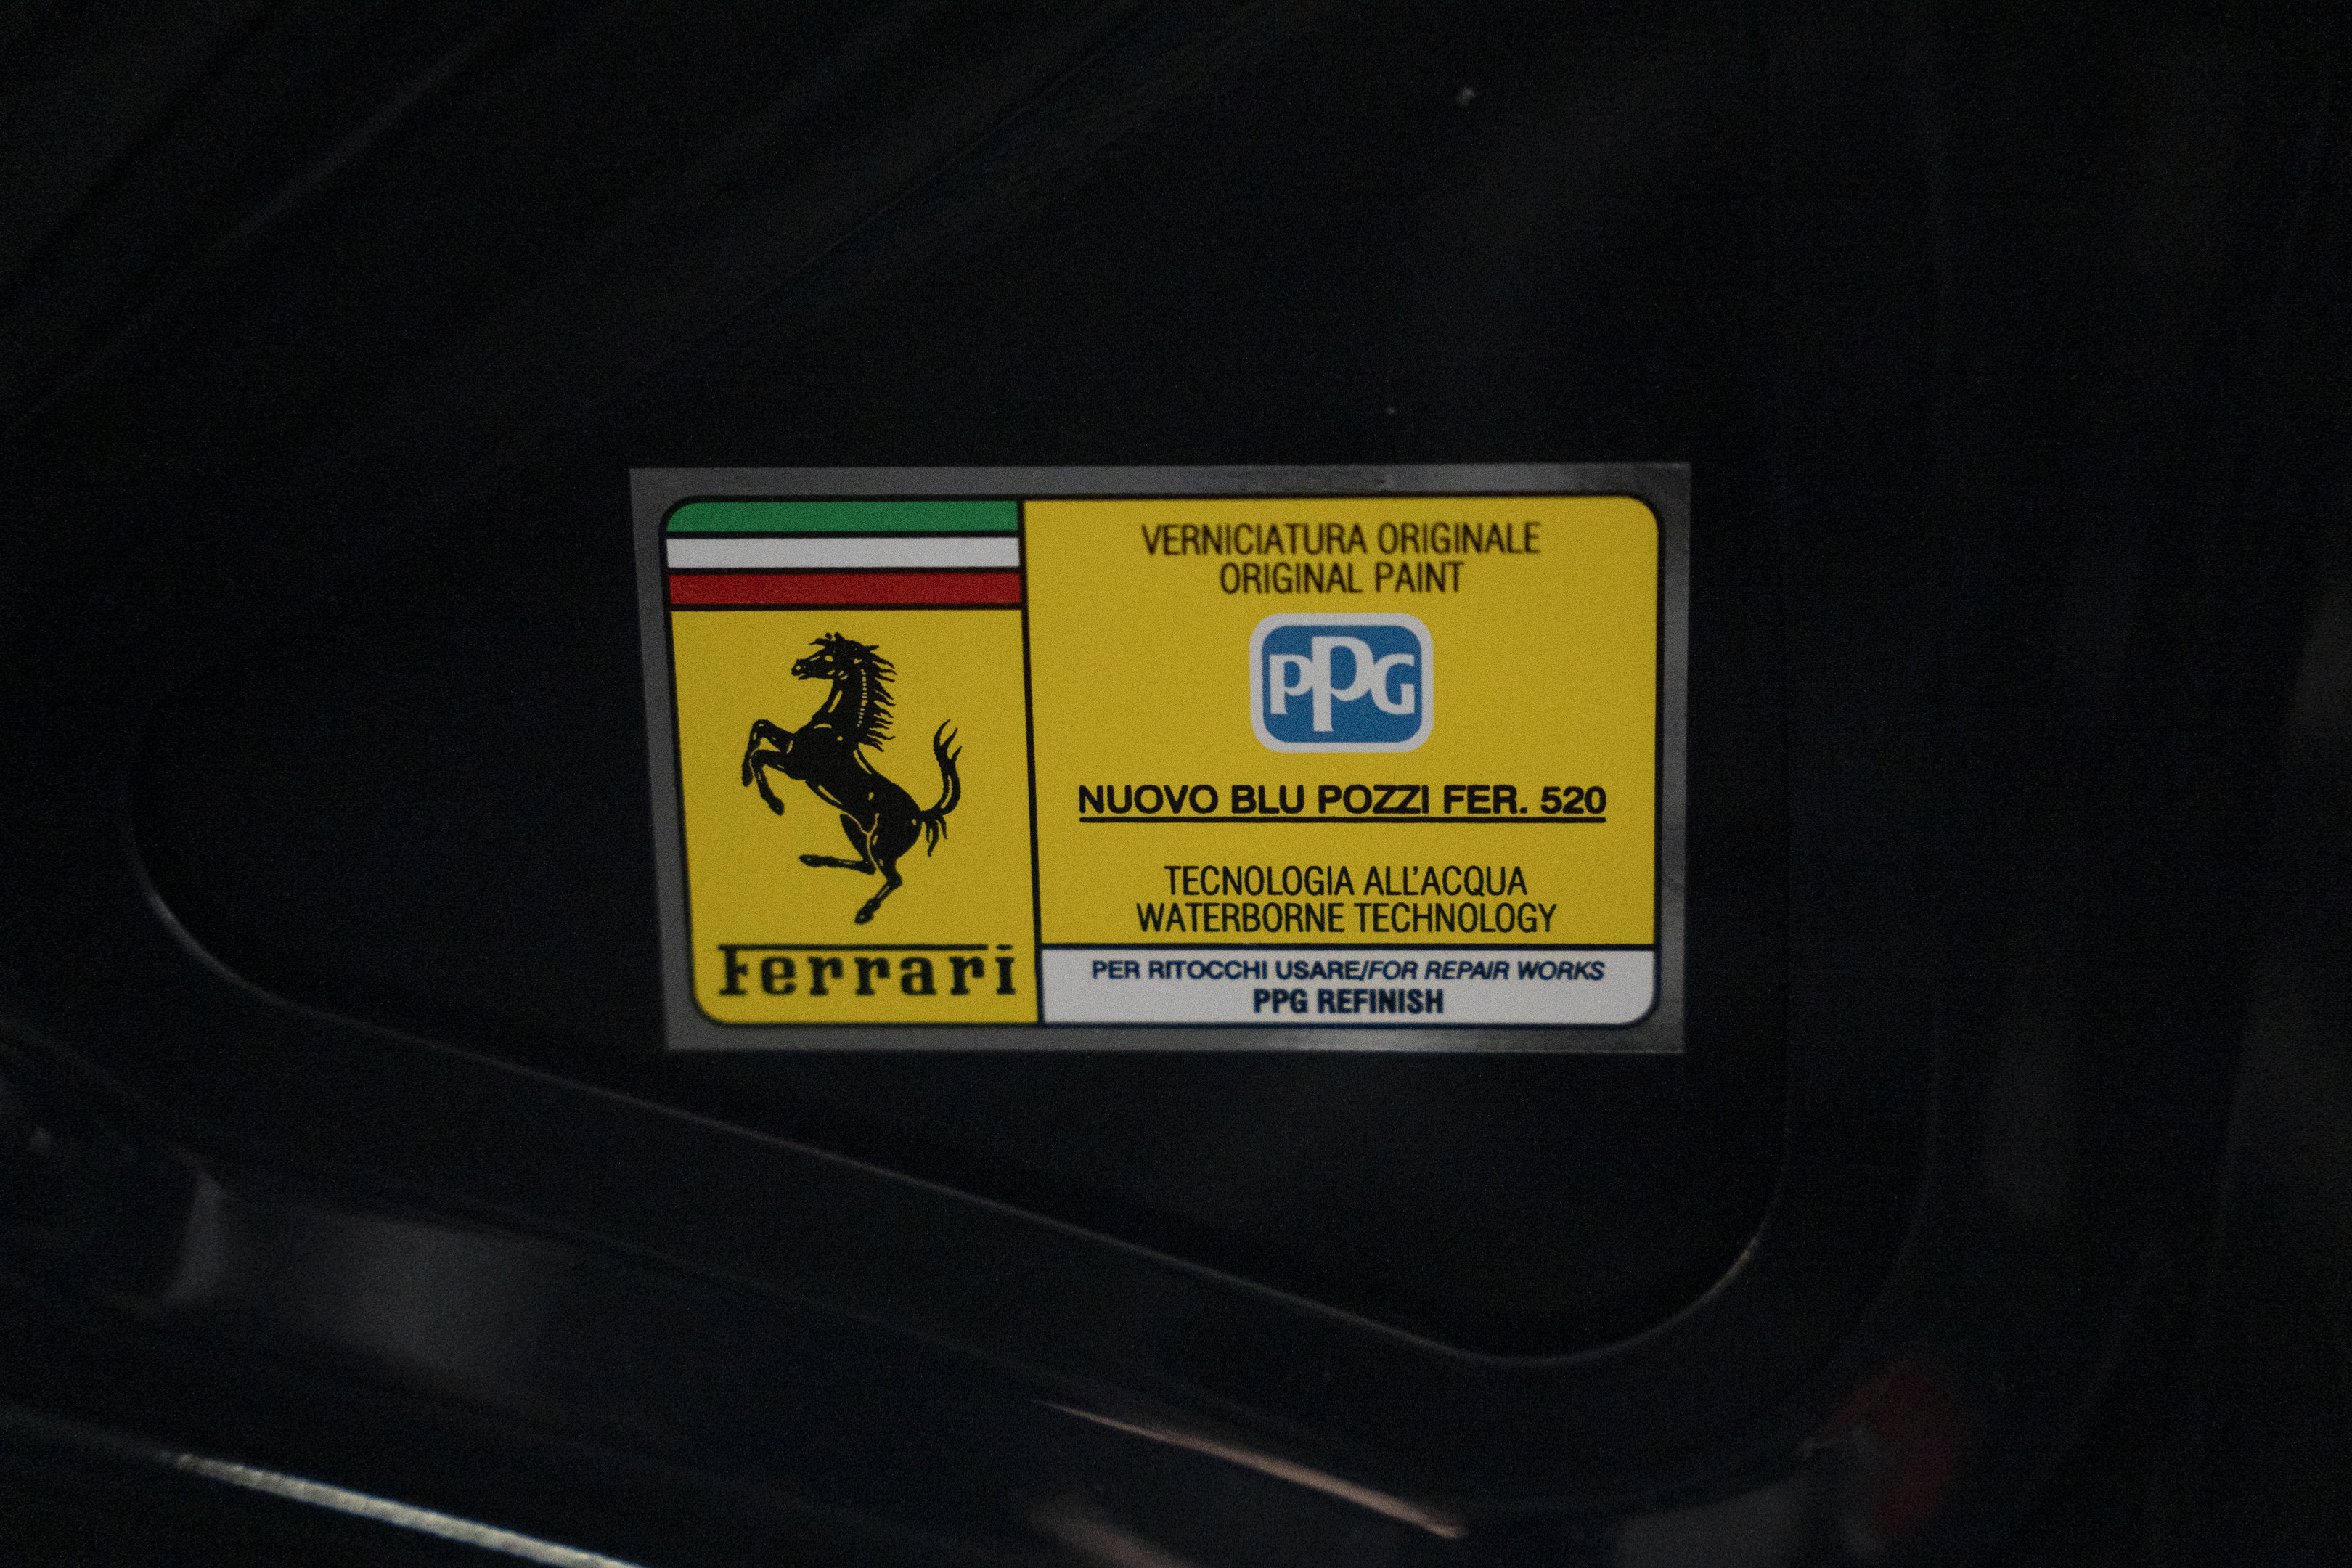 VERNICIATURA ORIGINALE
ORIGINAL PAINT
PPG
NUOVO BLU POZZI FER. 520
TECNOLOGIA ALL'ACQUA
WATERBORNE TECHNOLOGY
Ferrari
PER RITOCCHI USARE/FOR REPAIR WORKS
PPG REFINISH